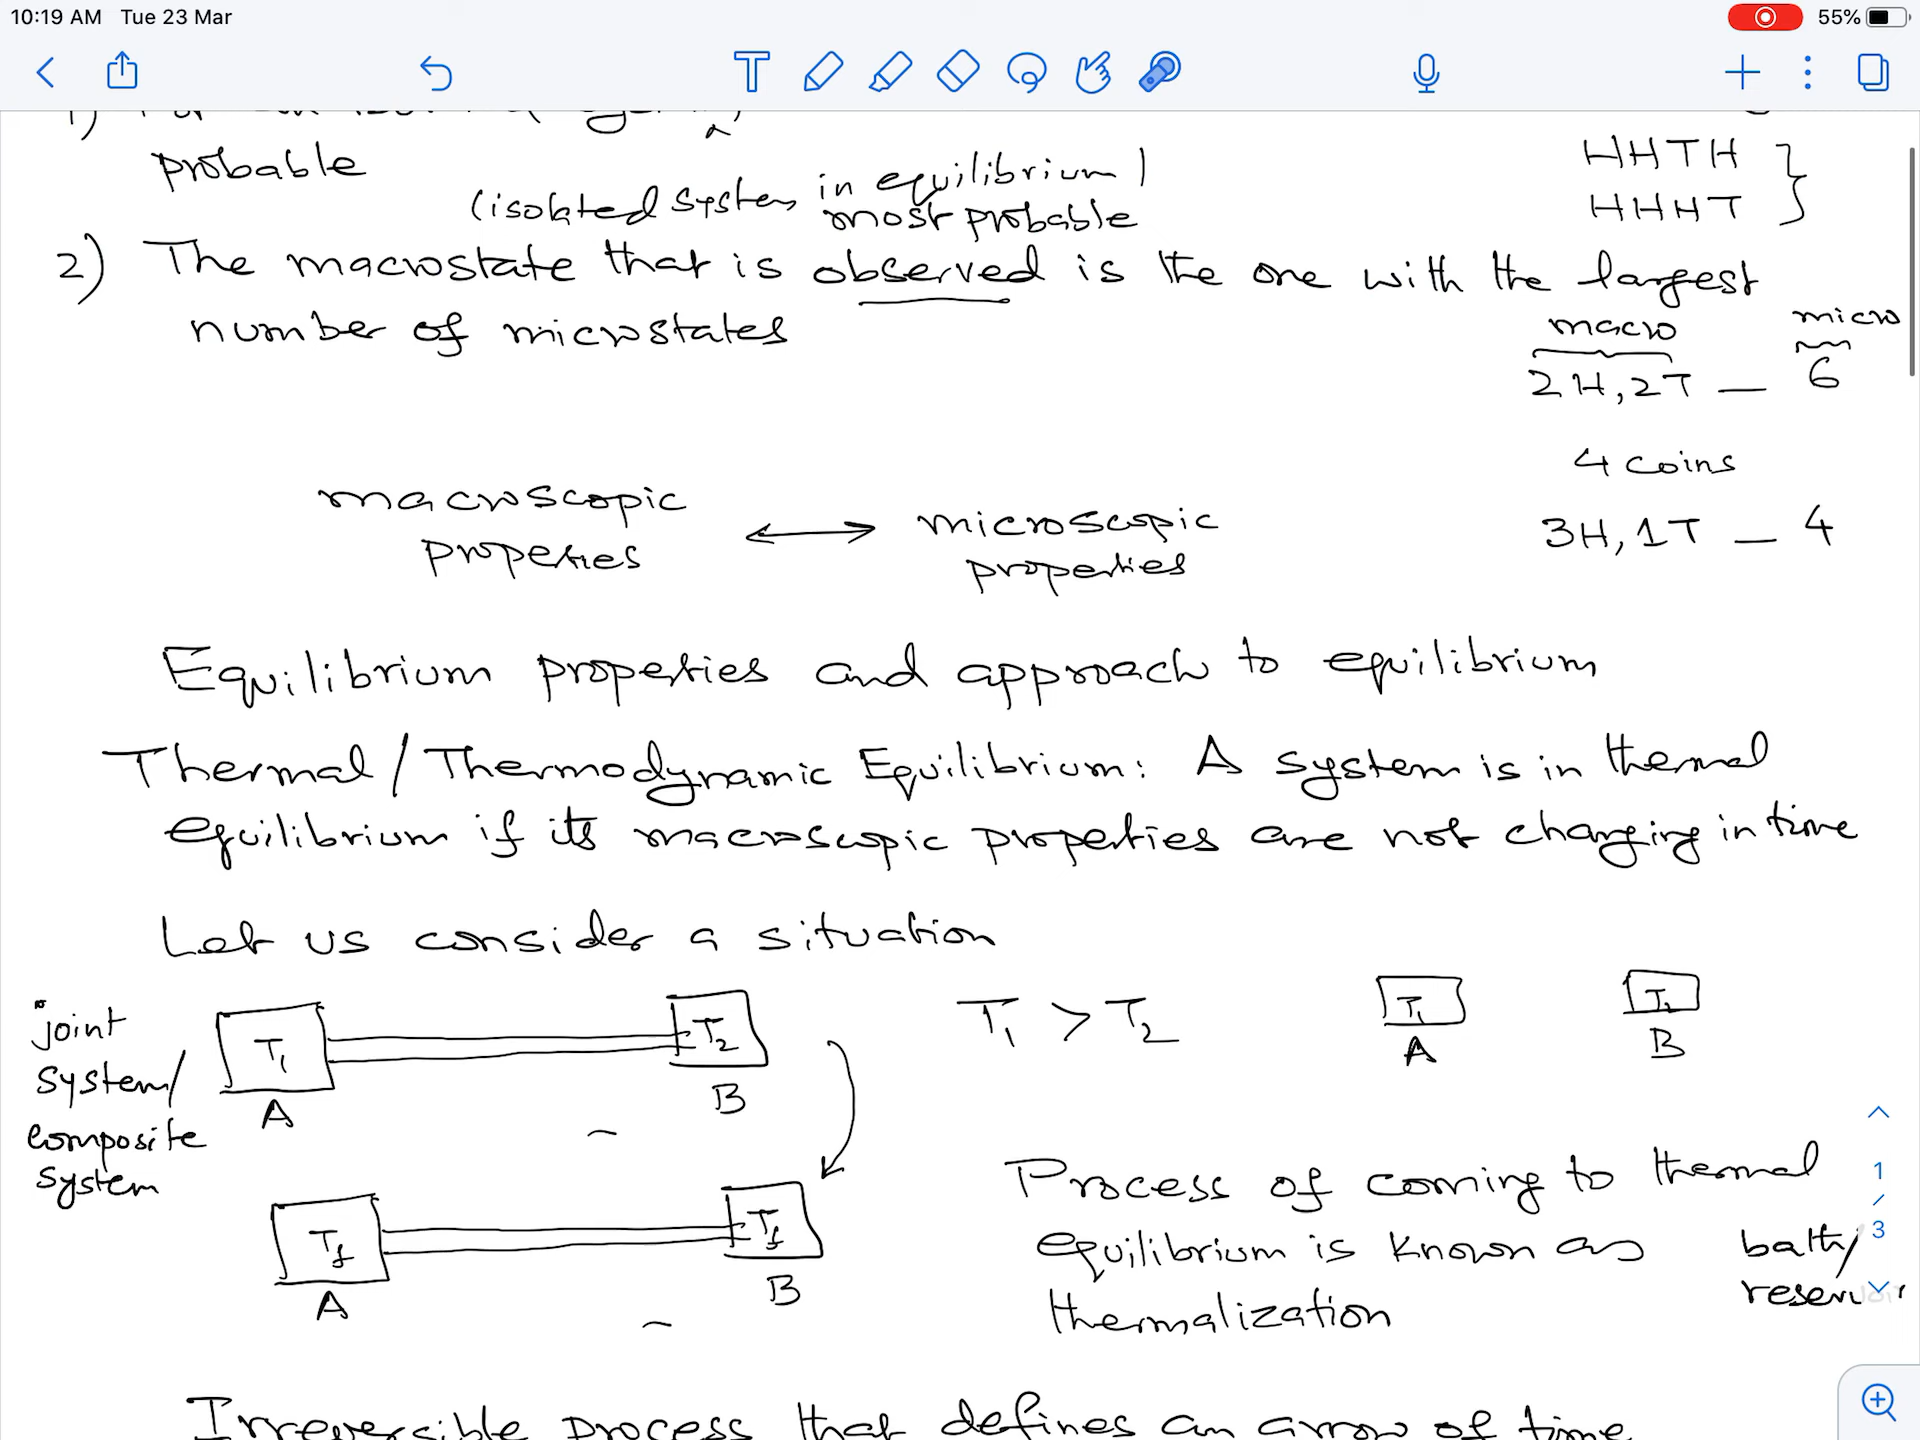 10:19 AM Tue 23 Mar
55%
T
1)
probable
(isolated system in equilibrium)
most probable
HHTH
HHHT
2) The macrostate that is observed is the one with the largest
number of microstates
macro micro
2H,2T — 6
4 coins
3H,1T — 4
macroscopic
properties
microscopic
properties
Equilibrium properties and approach to equilibrium
Thermal/Thermodynamic Equilibrium: A system is in thermal
equilibrium if its macroscopic properties are not changing in time
Let us consider a situation
joint
system/
composite
system
T1
A
T2
B
T1 > T2
T1
A
T2
B
Tf
A
Tf
B
Process of coming to thermal
equilibrium is known as
thermalization
bath/
reservoir
1
/
3
Irreversible process that defines an arrow of time